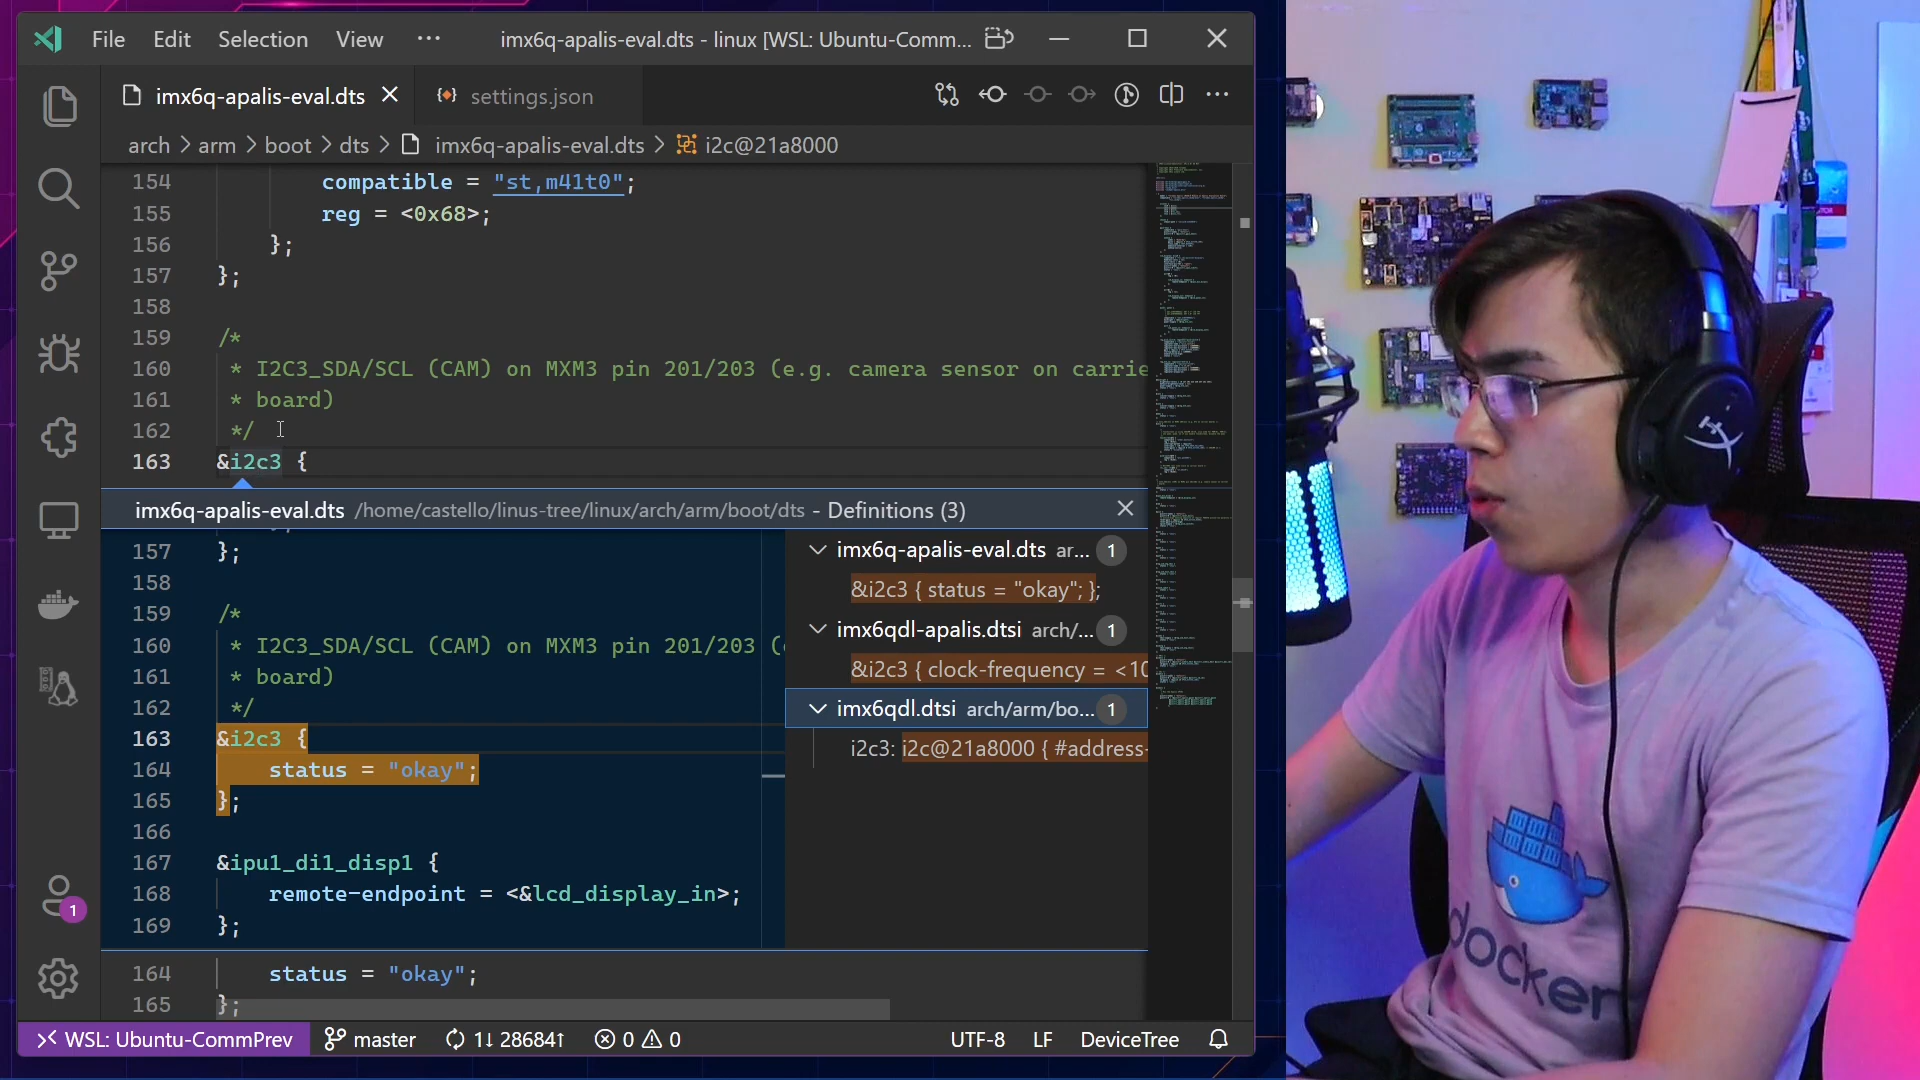 File Edit Selection View ··· imx6q-apalis-eval.dts - linux [WSL: Ubuntu-Comm...
imx6q-apalis-eval.dts settings.json
arch > arm > boot > dts > imx6q-apalis-eval.dts > i2c@21a8000
154 compatible = "st,m41t0";
155 reg = <0x68>;
156 };
157 };
158
159 /*
160 * I2C3_SDA/SCL (CAM) on MXM3 pin 201/203 (e.g. camera sensor on carrie
161 * board)
162 */
163 &i2c3 {
imx6q-apalis-eval.dts /home/castello/linus-tree/linux/arch/arm/boot/dts - Definitions (3)
157 };
158
159 /*
160 * I2C3_SDA/SCL (CAM) on MXM3 pin 201/203 (
161 * board)
162 */
163 &i2c3 {
164 status = "okay";
165 };
166
167 &ipu1_di1_disp1 {
168 remote-endpoint = <&lcd_display_in>;
169 };
imx6q-apalis-eval.dts ar... 1
&i2c3 { status = "okay"; };
imx6qdl-apalis.dtsi arch/... 1
&i2c3 { clock-frequency = <10
imx6qdl.dtsi arch/arm/bo... 1
i2c3: i2c@21a8000 { #address-
164 status = "okay";
165 };
1
WSL: Ubuntu-CommPrev master 1↓ 28684↑ 0 0 UTF-8 LF DeviceTree
docker